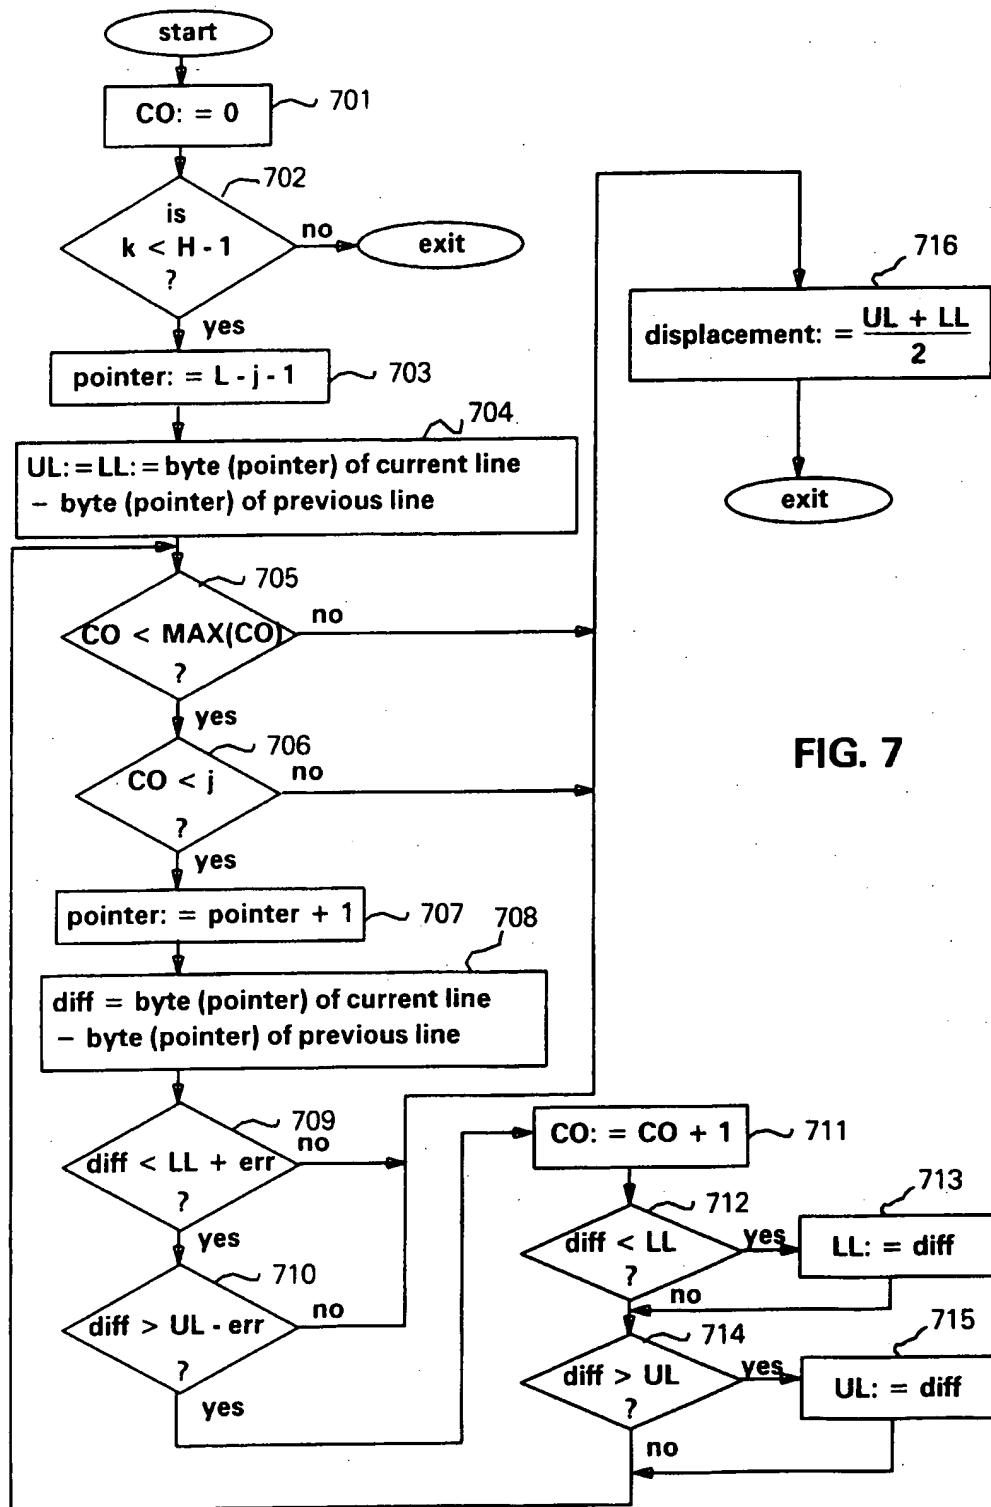 start
CO: = 0
701
702
is
k < H - 1
?
no
exit
yes
pointer: = L - j - 1
703
704
UL: = LL: = byte (pointer) of current line
– byte (pointer) of previous line
705
CO < MAX(CO)
?
no
yes
706
CO < j
?
no
yes
pointer: = pointer + 1
707
708
diff = byte (pointer) of current line
– byte (pointer) of previous line
709
diff < LL + err
?
no
yes
710
diff > UL - err
?
no
yes
CO: = CO + 1
711
712
diff < LL
?
yes
no
713
LL: = diff
714
diff > UL
?
yes
no
715
UL: = diff
716
displacement: = UL + LL
2
exit
FIG. 7